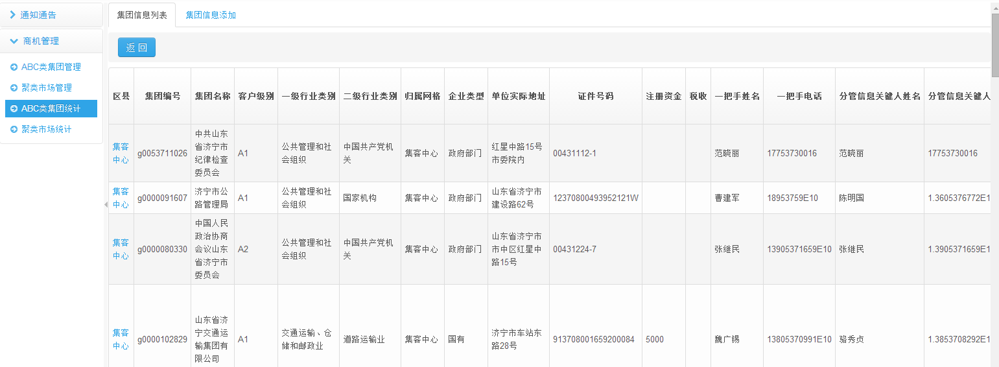 通知通告
商机管理
ABC类集团管理
聚类市场管理
ABC类集团统计
聚类市场统计
集团信息列表 集团信息添加
返 回
区县 集团编号 集团名称 客户级别 一级行业类别 二级行业类别 归属网格 企业类型 单位实际地址 证件号码 注册资金 税收 一把手姓名 一把手电话 分管信息关键人姓名 分管信息关键人
集客
中心
g0053711026
中共山东
省济宁市
纪律检查
委员会
A1
公共管理和社
会组织
中国共产党机
关
集客中心
政府部门
红星中路15号
市委院内
00431112-1
范晓丽
17753730016
范晓丽
17753730016
集客
中心
g0000091607
济宁市公
路管理局
A1
公共管理和社
会组织
国家机构
集客中心
政府部门
山东省济宁市
建设路62号
12370800493952121W
曹建军
18953759E10
陈明国
1.3605376772E1
集客
中心
g0000080330
中国人民
政治协商
会议山东
省济宁市
委员会
A2
公共管理和社
会组织
中国共产党机
关
集客中心
政府部门
山东省济宁市
市中区红星中
路15号
00431224-7
张继民
13905371659E10
张继民
1.3905371659E1
集客
中心
g0000102829
山东省济
宁交通运
输集团有
限公司
A1
交通运输、仓
储和邮政业
道路运输业
集客中心
国有
济宁市车站东
路28号
913708001659200084
5000
魏广锡
13805370991E10
骆秀贞
1.3853708292E1